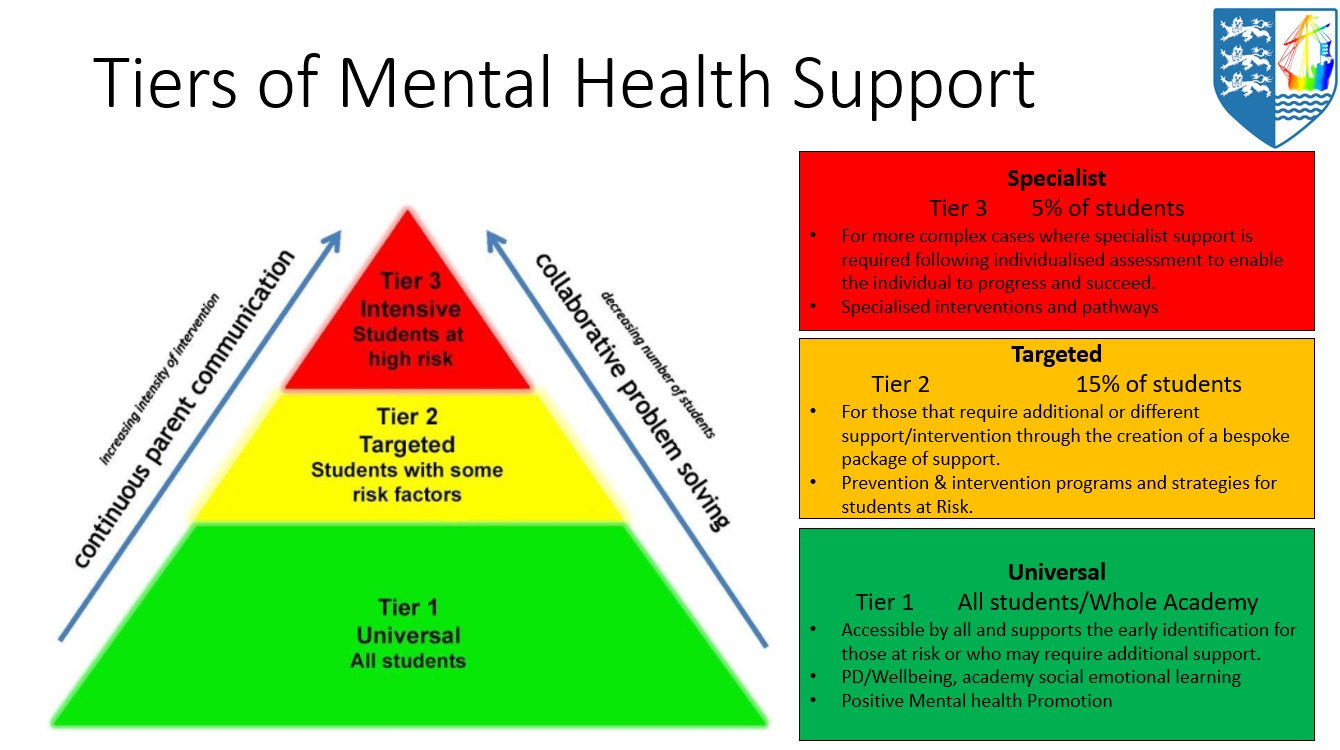 Tiers of Mental Health Support
continuous parent communication
increasing intensity of intervention
collaborative problem solving
decreasing number of students
Tier 3
Intensive
Students at
high risk
Tier 2
Targeted
Students with some
risk factors
Tier 1
Universal
All students
Specialist
Tier 3 5% of students
• For more complex cases where specialist support is
required following individualised assessment to enable
the individual to progress and succeed.
• Specialised interventions and pathways
Targeted
Tier 2 15% of students
• For those that require additional or different
support/intervention through the creation of a bespoke
package of support.
• Prevention & intervention programs and strategies for
students at Risk.
Universal
Tier 1 All students/Whole Academy
• Accessible by all and supports the early identification for
those at risk or who may require additional support.
• PD/Wellbeing, academy social emotional learning
• Positive Mental health Promotion